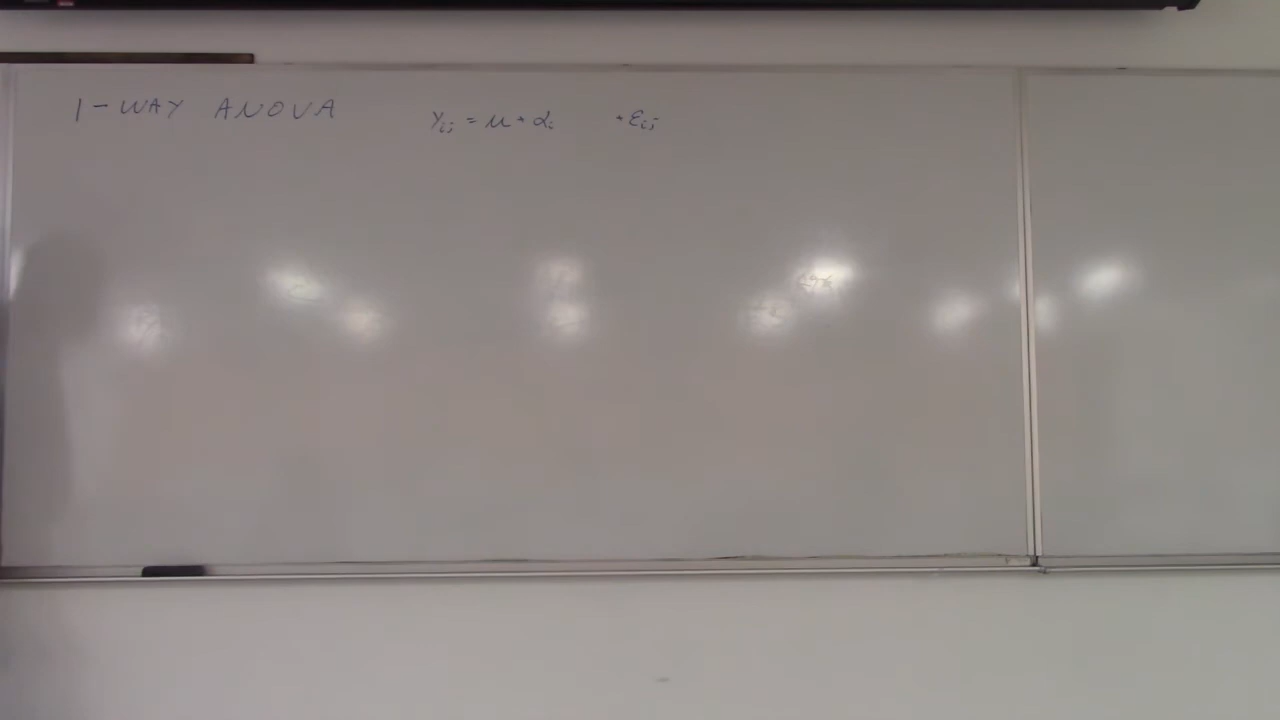 1-WAY ANOVA
Yij = μ + αi + εij